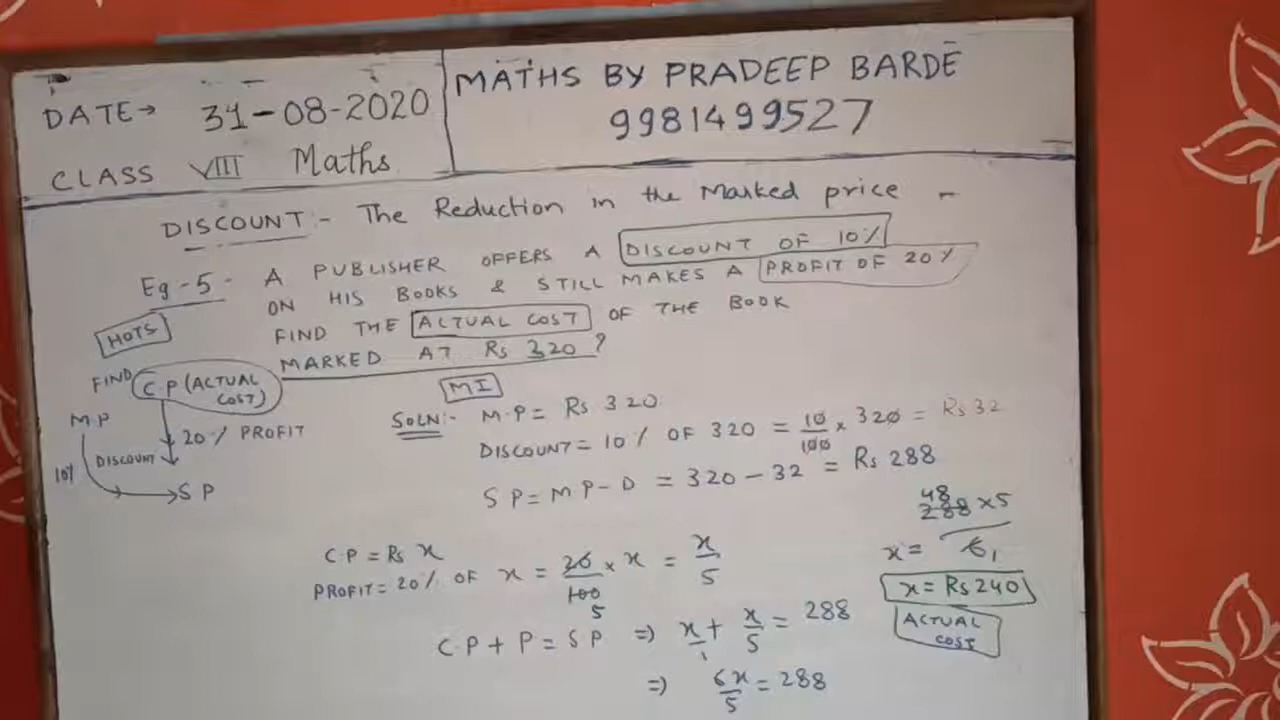 DATE→ 31-08-2020
CLASS VIII Maths
MATHS BY PRADEEP BARDE
9981499527
DISCOUNT:- The Reduction in the Marked price -
Eg-5- A PUBLISHER OFFERS A DISCOUNT OF 10%
ON HIS BOOKS & STILL MAKES A PROFIT OF 20%
FIND THE ACTUAL COST OF THE BOOK
MARKED AT Rs 320?
HOTS
FIND C.P (ACTUAL
COST)
M P
20% PROFIT
10% DISCOUNT
S P
M I
SOLN:- M.P = Rs 320
DISCOUNT = 10% OF 320 = 10/100 × 320 = Rs 32
S P = M P - D = 320 - 32 = Rs 288
C.P = Rs x
PROFIT = 20% OF x = 20/100 × x = x/5
5
C.P + P = S P ⇒ x/1 + x/5 = 288
⇒ 6x/5 = 288
48
x = 288 × 5 / 6 1
x = Rs 240
ACTUAL
COST